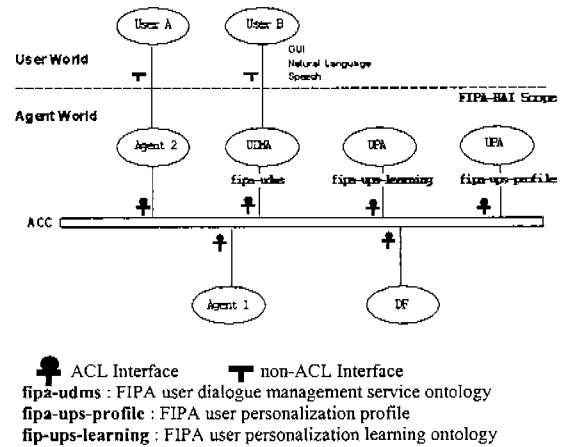 User A
User B
GUI
Natural Language
Speech
User World
FIPA-HAI Scope
Agent World
Agent 2
UDMA
UPA
UPA
fipa-udms
fipa-ups-learning
fipa-ups-profile
ACC
Agent 1
DF
ACL Interface
non-ACL Interface
fipa-udms : FIPA user dialogue management service ontology
fipa-ups-profile : FIPA user personalization profile
fip-ups-learning : FIPA user personalization learning ontology